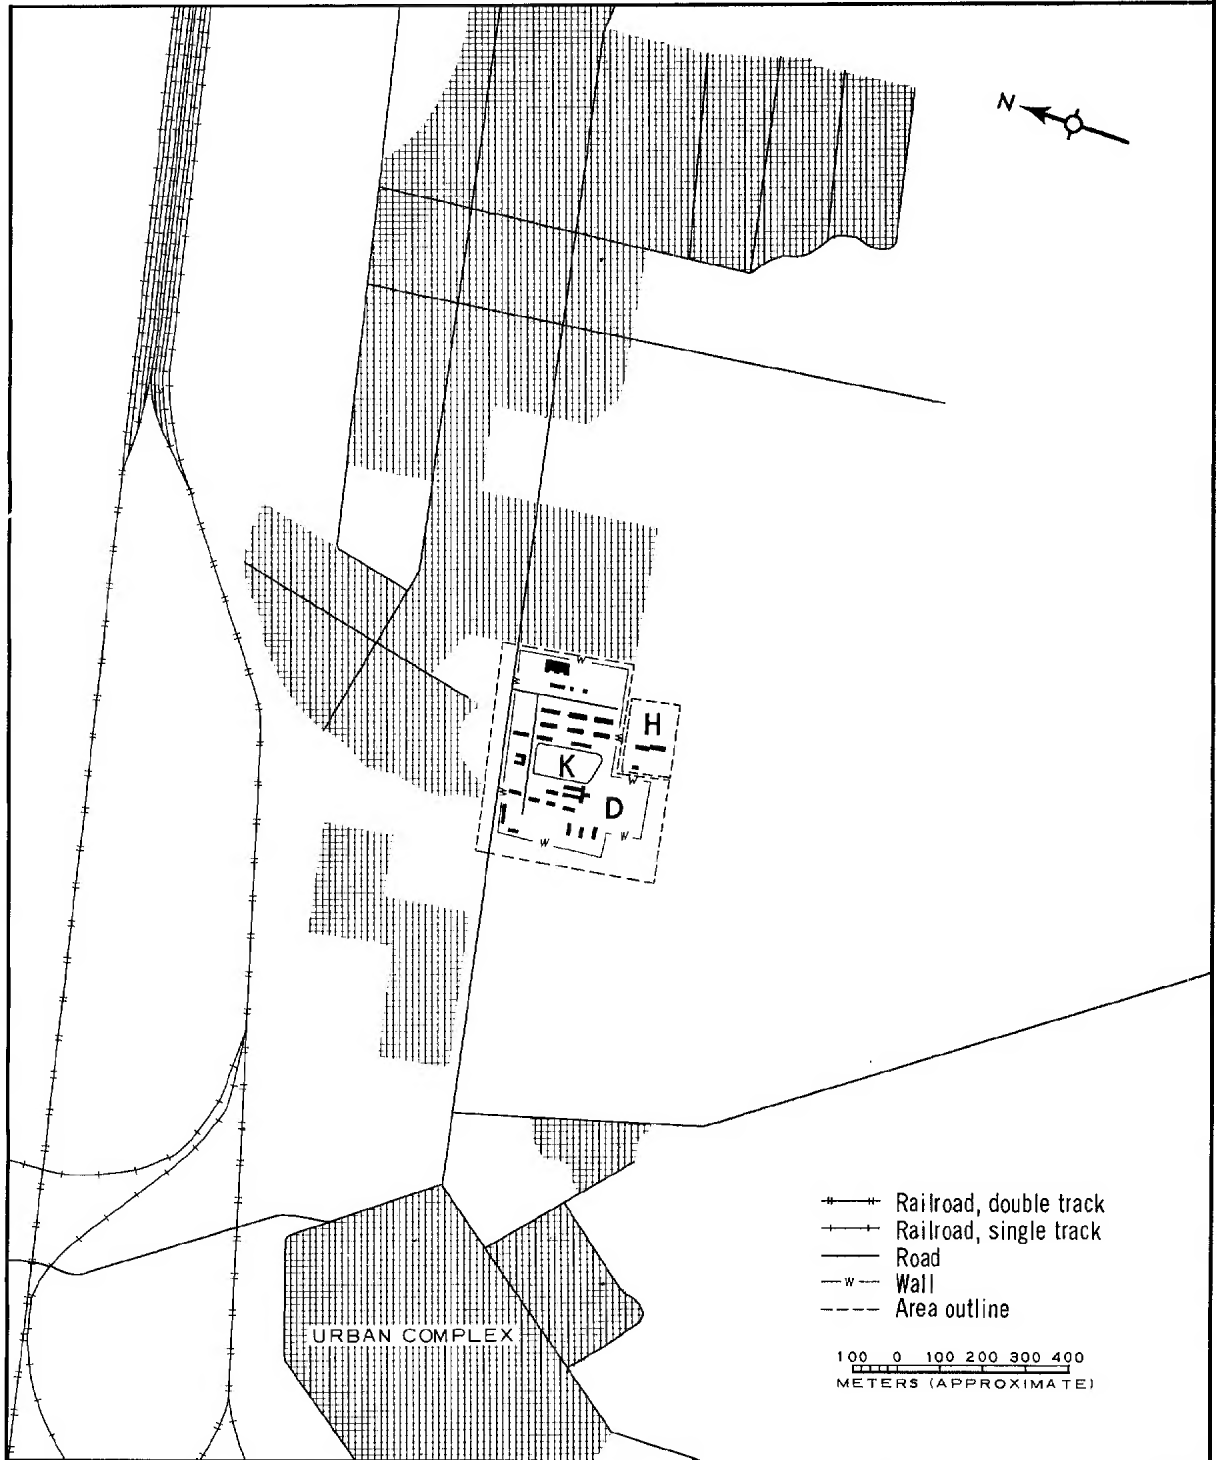 N
W
W
H
W
K
W
W
D
W
W
Railroad, double track
Railroad, single track
Road
W Wall
Area outline
URBAN COMPLEX
100 0 100 200 300 400
METERS (APPROXIMATE)